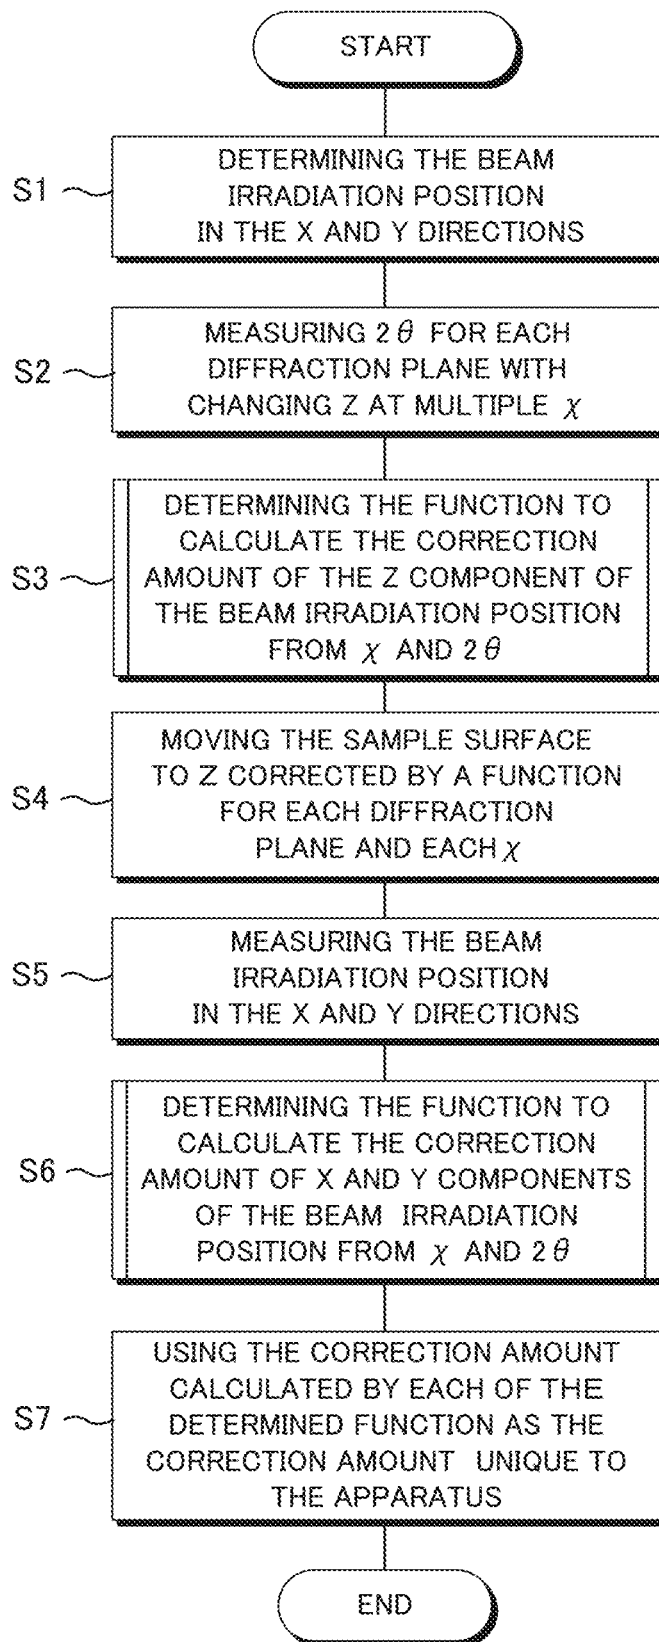 START
S1
DETERMINING THE BEAM
IRRADIATION POSITION
IN THE X AND Y DIRECTIONS
S2
MEASURING 2θ FOR EACH
DIFFRACTION PLANE WITH
CHANGING Z AT MULTIPLE χ
S3
DETERMINING THE FUNCTION TO
CALCULATE THE CORRECTION
AMOUNT OF THE Z COMPONENT OF
THE BEAM IRRADIATION POSITION
FROM χ AND 2θ
S4
MOVING THE SAMPLE SURFACE
TO Z CORRECTED BY A FUNCTION
FOR EACH DIFFRACTION
PLANE AND EACH χ
S5
MEASURING THE BEAM
IRRADIATION POSITION
IN THE X AND Y DIRECTIONS
S6
DETERMINING THE FUNCTION TO
CALCULATE THE CORRECTION
AMOUNT OF X AND Y COMPONENTS
OF THE BEAM IRRADIATION
POSITION FROM χ AND 2θ
S7
USING THE CORRECTION AMOUNT
CALCULATED BY EACH OF THE
DETERMINED FUNCTION AS THE
CORRECTION AMOUNT UNIQUE TO
THE APPARATUS
END